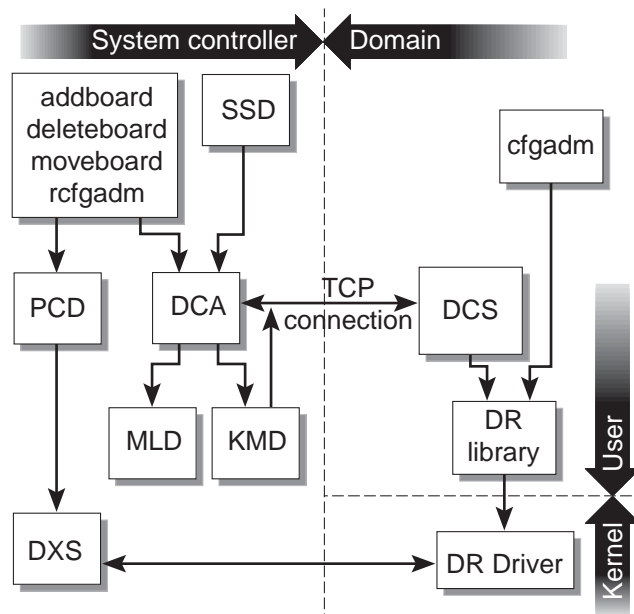 System controller
Domain
addboard
deleteboard
moveboard
rcfgadm
SSD
cfgadm
PCD
DCA
TCP
connection
DCS
MLD
KMD
DR
library
User
DXS
DR Driver
Kernel